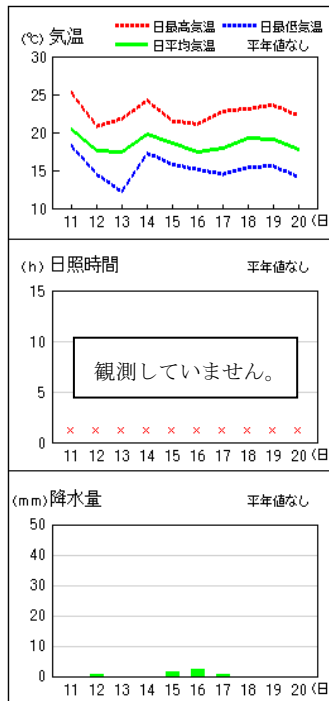 (℃) 気温 日最高気温 日最低気温
日平均気温 平年値なし
30
25
20
15
10
11 12 13 14 15 16 17 18 19 20 (日
(h) 日照時間 平年値なし
15
10
観測していません。
5
× × × × × × × × × ×
0
11 12 13 14 15 16 17 18 19 20 (日
(mm) 降水量 平年値なし
50
40
30
20
10
0
11 12 13 14 15 16 17 18 19 20 (日